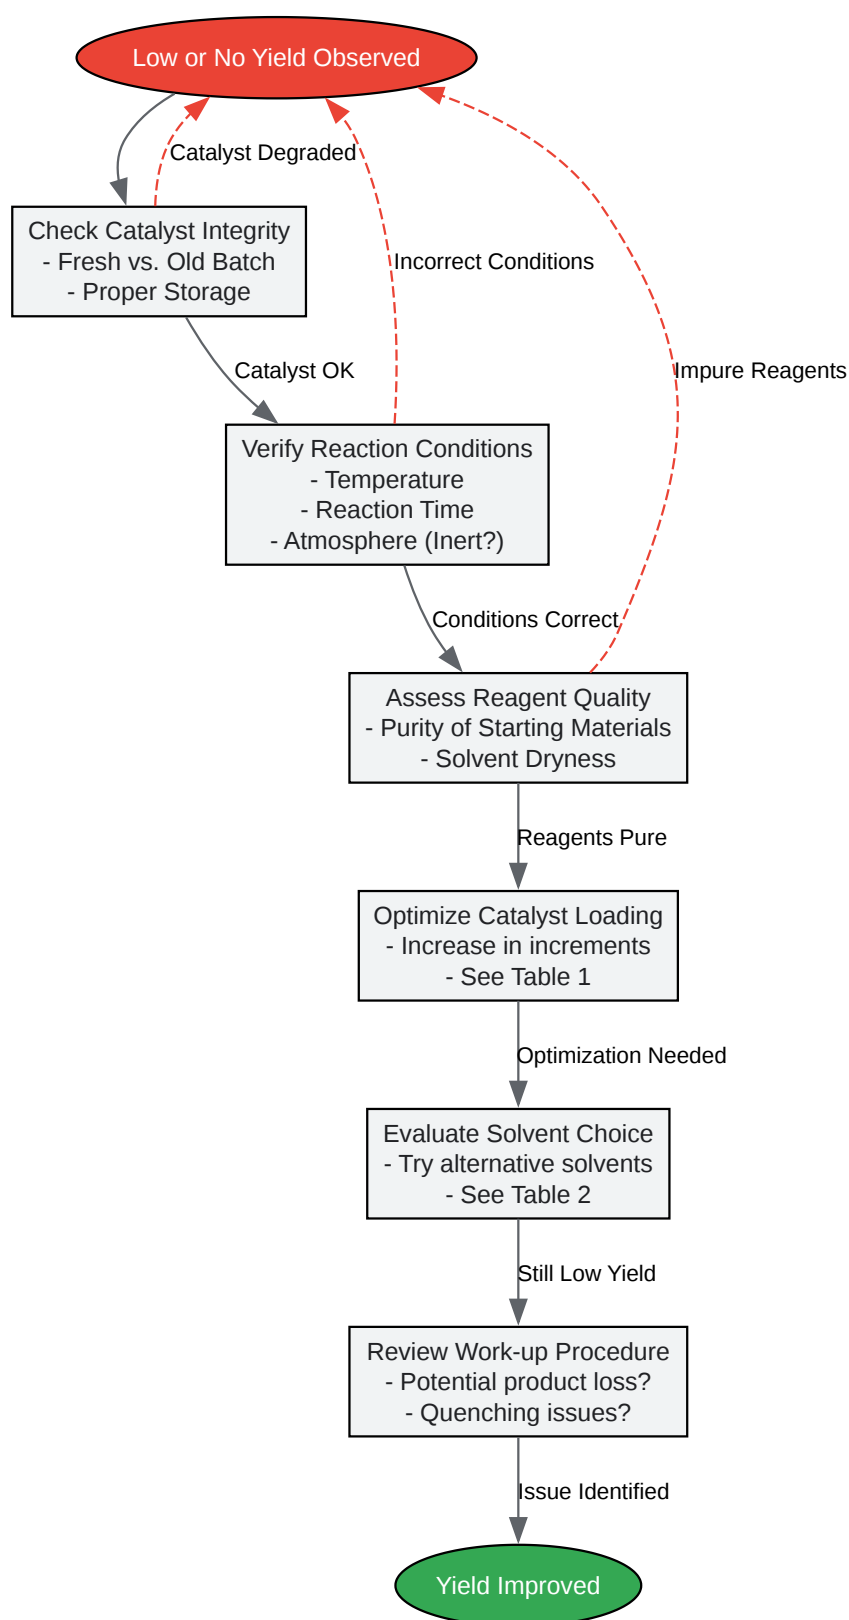 Low or No Yield Observed
Catalyst Degraded
Check Catalyst Integrity
- Fresh vs. Old Batch
- Proper Storage
Incorrect Conditions
Catalyst OK
Impure Reagents
Verify Reaction Conditions
- Temperature
- Reaction Time
- Atmosphere (Inert?)
Conditions Correct
Assess Reagent Quality
- Purity of Starting Materials
- Solvent Dryness
Reagents Pure
Optimize Catalyst Loading
- Increase in increments
- See Table 1
Optimization Needed
Evaluate Solvent Choice
- Try alternative solvents
- See Table 2
Still Low Yield
Review Work-up Procedure
- Potential product loss?
- Quenching issues?
Issue Identified
Yield Improved